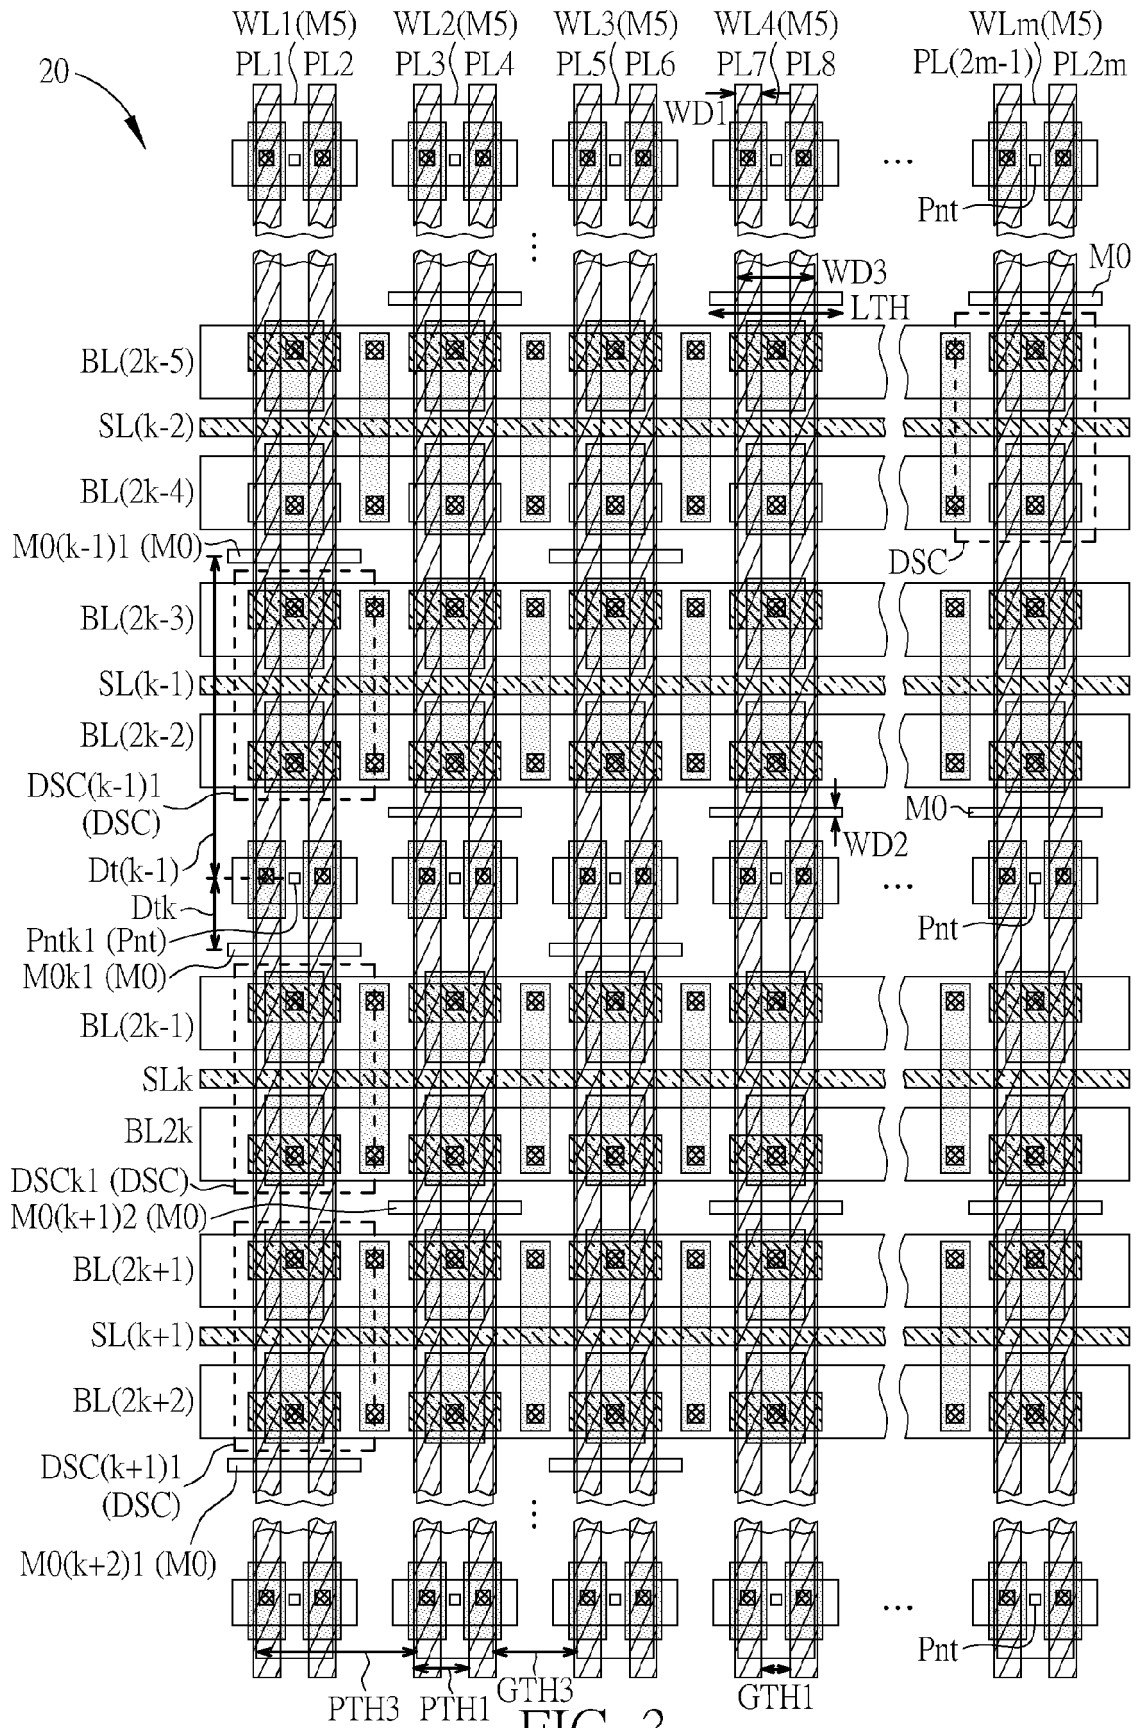 WL1(M5) WL2(M5) WL3(M5) WL4(M5) WLm(M5)
PL1 PL2 PL3 PL4 PL5 PL6 PL7 PL8 PL(2m-1) PL2m
20
WD1
...
Pnt
...
M0
WD3
LTH
BL(2k-5)
SL(k-2)
BL(2k-4)
M0(k-1)1 (M0)
DSC
BL(2k-3)
SL(k-1)
BL(2k-2)
DSC(k-1)1
(DSC)
M0
WD2
Dt(k-1)
...
Dtk
Pntk1 (Pnt)
Pnt
M0k1 (M0)
BL(2k-1)
SLk
BL2k
DSCk1 (DSC)
M0(k+1)2 (M0)
BL(2k+1)
SL(k+1)
BL(2k+2)
DSC(k+1)1
(DSC)
...
M0(k+2)1 (M0)
...
Pnt
PTH3 PTH1 GTH3 GTH1